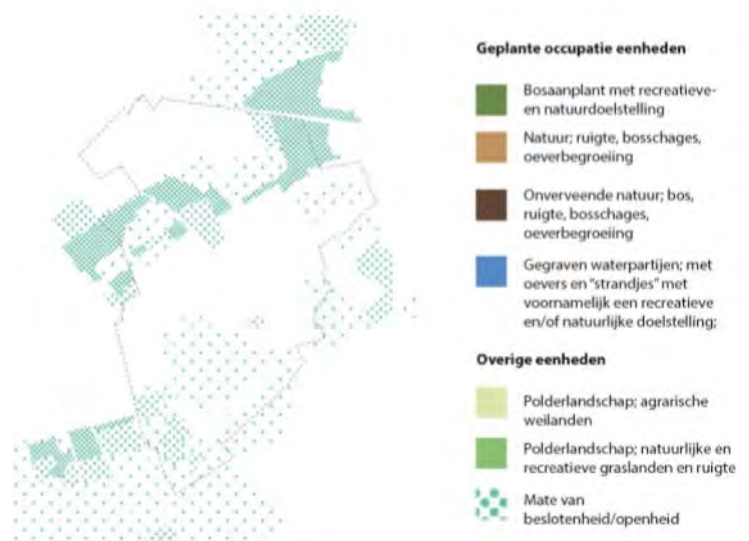 Geplante occupatie eenheden
Bosaanplant met recreatieve-
en natuurdoelstelling
Natuur; ruigte, bosschages,
oeverbegroeiing
Onverveende natuur; bos,
ruigte, bosschages,
oeverbegroeiing
Gegraven waterpartijen; met
oevers en "strandjes" met
voornamelijk een recreatieve
en/of natuurlijke doelstelling;
Overige eenheden
Polderlandschap; agrarische
weilanden
Polderlandschap; natuurlijke en
recreatieve graslanden en ruigte
Mate van
beslotenheid/openheid